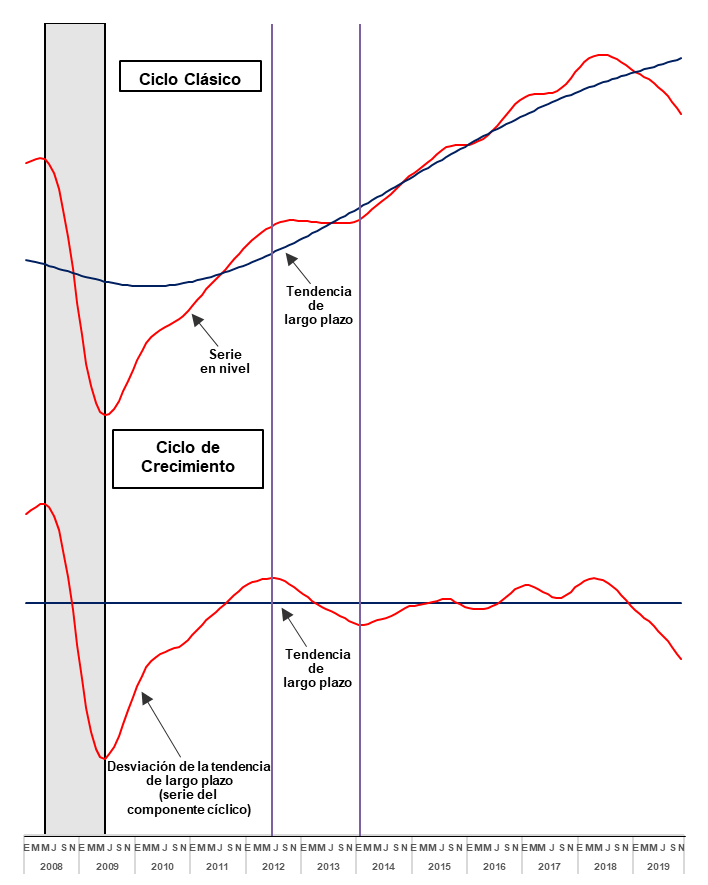 Ciclo Clásico
Tendencia
de
largo plazo
Serie
en nivel
Ciclo de
Crecimiento
Tendencia
de
largo plazo
Desviación de la tendencia
de largo plazo
(serie del
componente cíclico)
E M M J S N E M M J S N E M M J S N E M M J S N E M M J S N E M M J S N E M M J S N E M M J S N E M M J S N E M M J S N E M M J S N E M M J S N
2008 2009 2010 2011 2012 2013 2014 2015 2016 2017 2018 2019